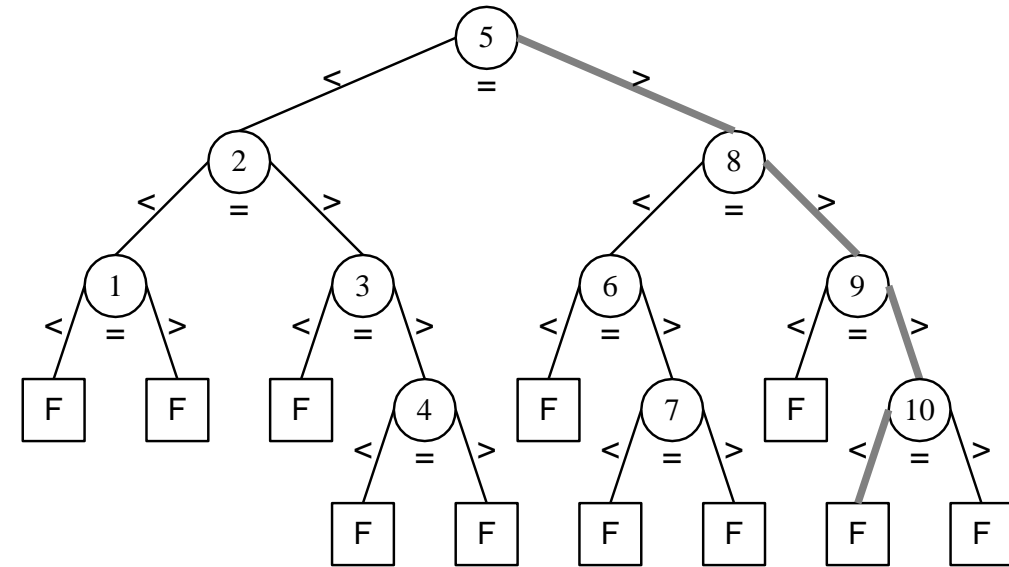 5
< = >
2 8
< = > < = >
1 3 6 9
< = > < = > < = > < = >
F F F 4 F 7 F 10
< = > < = > < = >
F F F F F F